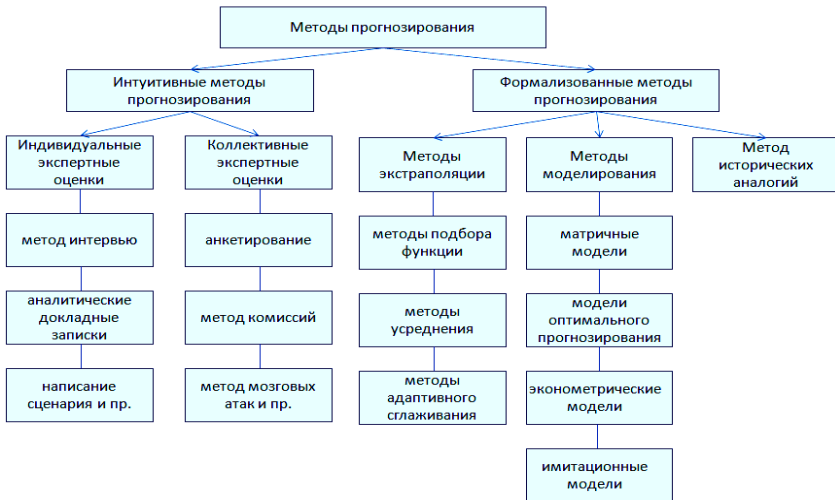 Методы прогнозирования
Интуитивные методы
прогнозирования
Формализованные методы
прогнозирования
Индивидуальные
экспертные
оценки
Коллективные
экспертные
оценки
Методы
экстраполяции
Методы
моделирования
Метод
исторических
аналогий
метод интервью
анкетирование
методы подбора
функции
матричные
модели
аналитические
докладные
записки
метод комиссий
методы
усреднения
модели
оптимального
прогнозирования
написание
сценария и пр.
метод мозговых
атак и пр.
методы
адаптивного
сглаживания
эконометрические
модели
имитационные
модели